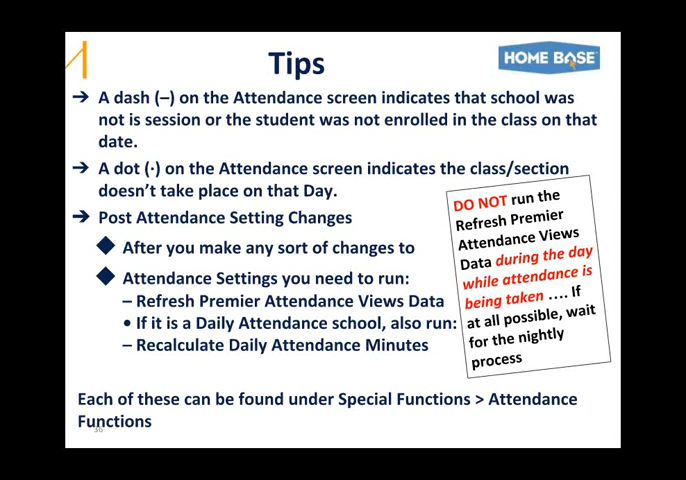 Tips
HOME BASE
➔ A dash (–) on the Attendance screen indicates that school was
not is session or the student was not enrolled in the class on that
date.
➔ A dot (·) on the Attendance screen indicates the class/section
doesn't take place on that Day.
➔ Post Attendance Setting Changes
◆ After you make any sort of changes to
◆ Attendance Settings you need to run:
– Refresh Premier Attendance Views Data
• If it is a Daily Attendance school, also run:
– Recalculate Daily Attendance Minutes
DO NOT run the
Refresh Premier
Attendance Views
Data during the day
while attendance is
being taken .... If
at all possible, wait
for the nightly
process
Each of these can be found under Special Functions > Attendance
Functions
36